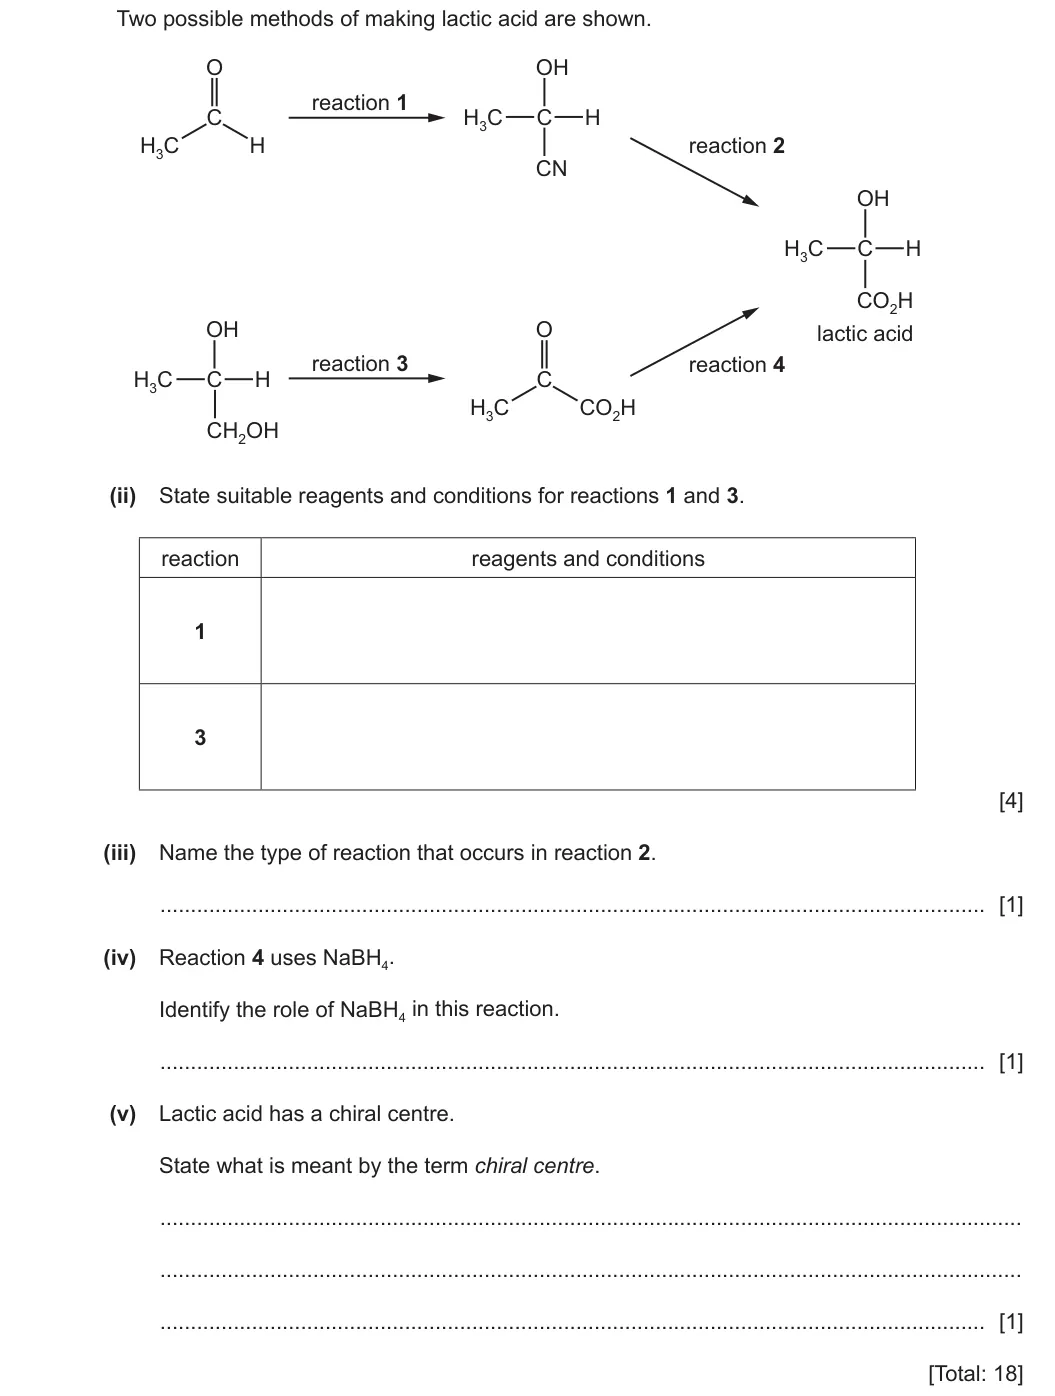 Two possible methods of making lactic acid are shown.
O
C
H₃C
H
reaction 1
OH
H₃C—C—H
CN
reaction 2
OH
H₃C—C—H
CO₂H
lactic acid
OH
H₃C—C—H
CH₂OH
reaction 3
O
C
H₃C
CO₂H
reaction 4
(ii) State suitable reagents and conditions for reactions 1 and 3.
reaction reagents and conditions
1
3
[4]
(iii) Name the type of reaction that occurs in reaction 2.
.......................................................................................................................................... [1]
(iv) Reaction 4 uses NaBH₄.
Identify the role of NaBH₄ in this reaction.
.......................................................................................................................................... [1]
(v) Lactic acid has a chiral centre.
State what is meant by the term chiral centre.
................................................................................................................................................
................................................................................................................................................
.......................................................................................................................................... [1]
[Total: 18]